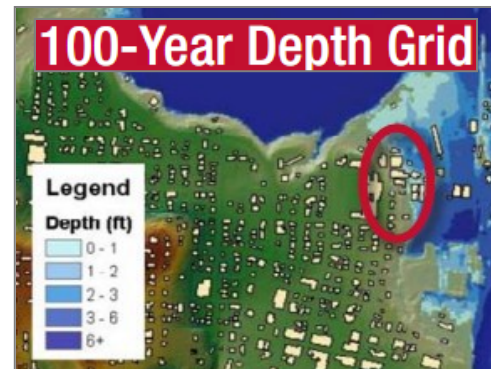 100-Year Depth Grid
Legend
Depth (ft)
0 - 1
1 - 2
2 - 3
3 - 6
6+